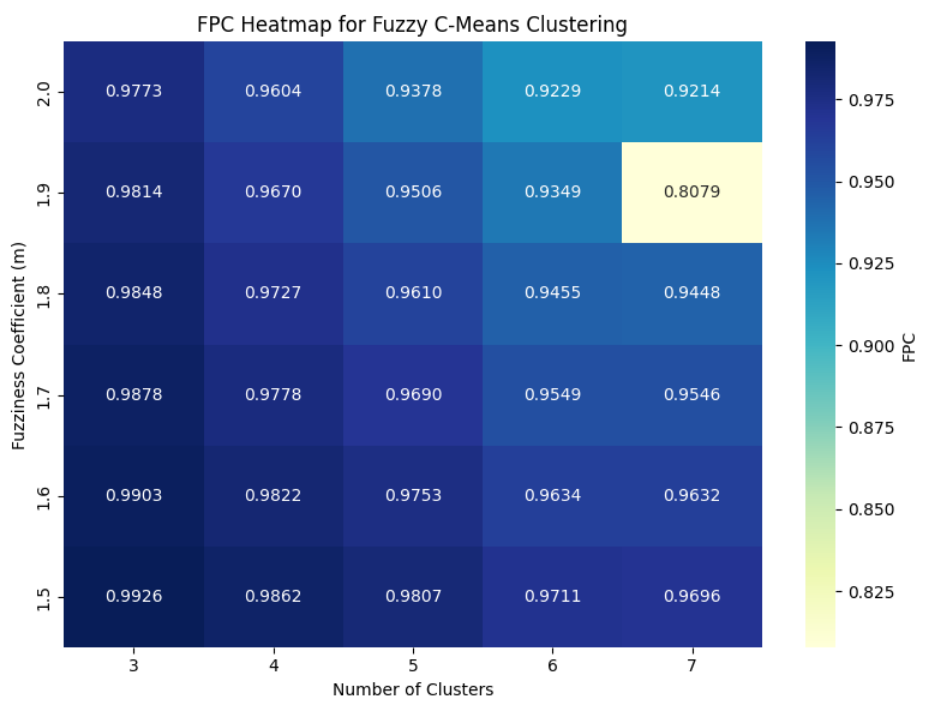 FPC Heatmap for Fuzzy C-Means Clustering
Fuzziness Coefficient (m)
2.0 0.9773 0.9604 0.9378 0.9229 0.9214
1.9 0.9814 0.9670 0.9506 0.9349 0.8079
1.8 0.9848 0.9727 0.9610 0.9455 0.9448
1.7 0.9878 0.9778 0.9690 0.9549 0.9546
1.6 0.9903 0.9822 0.9753 0.9634 0.9632
1.5 0.9926 0.9862 0.9807 0.9711 0.9696
3 4 5 6 7
Number of Clusters
0.975
0.950
0.925
0.900
0.875
0.850
0.825
FPC